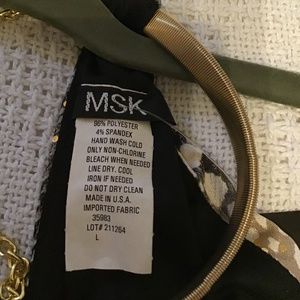 MSK
96% POLYESTER
4% SPANDEX
HAND WASH COLD
ONLY NON-CHLORINE
BLEACH WHEN NEEDED
LINE DRY. COOL
IRON IF NEEDED
DO NOT DRY CLEAN
MADE IN U.S.A.
IMPORTED FABRIC
35983
LOT# 211264
L